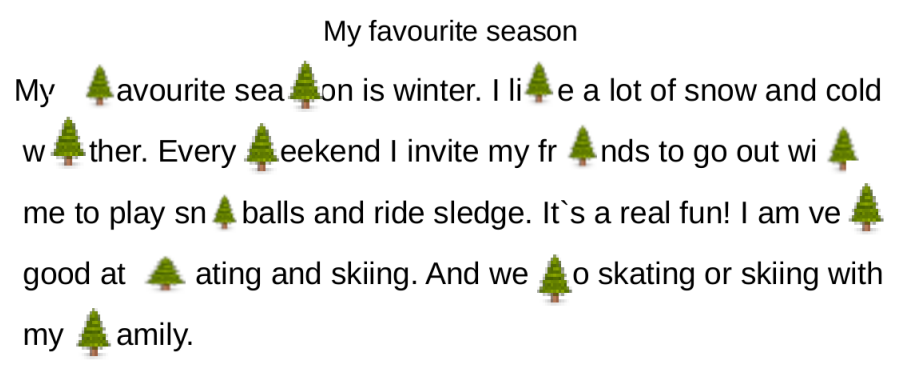 My favourite season
My 🌲avourite sea🌲on is winter. I li🌲e a lot of snow and cold
w🌲ther. Every 🌲eekend I invite my fr🌲nds to go out wi🌲
me to play sn🌲balls and ride sledge. It`s a real fun! I am ve🌲
good at 🌲ating and skiing. And we 🌲o skating or skiing with
my 🌲amily.